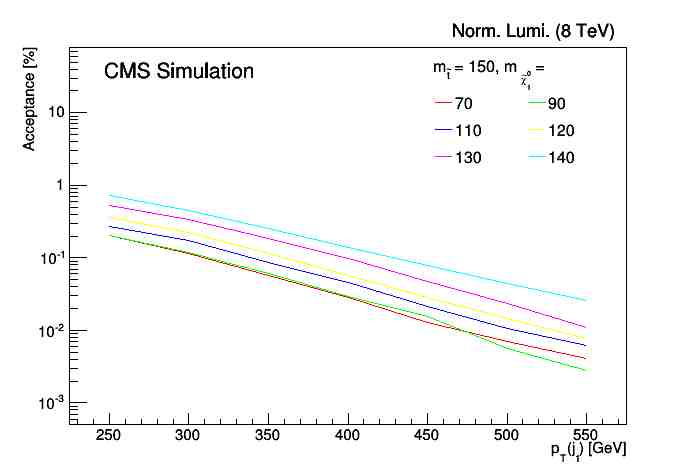 Norm. Lumi. (8 TeV)
CMS Simulation
m_t̃ = 150, m_χ̃₁⁰ =
70 90
110 120
130 140
Acceptance [%]
10
1
10⁻¹
10⁻²
10⁻³
250 300 350 400 450 500 550
p_T(j₁) [GeV]